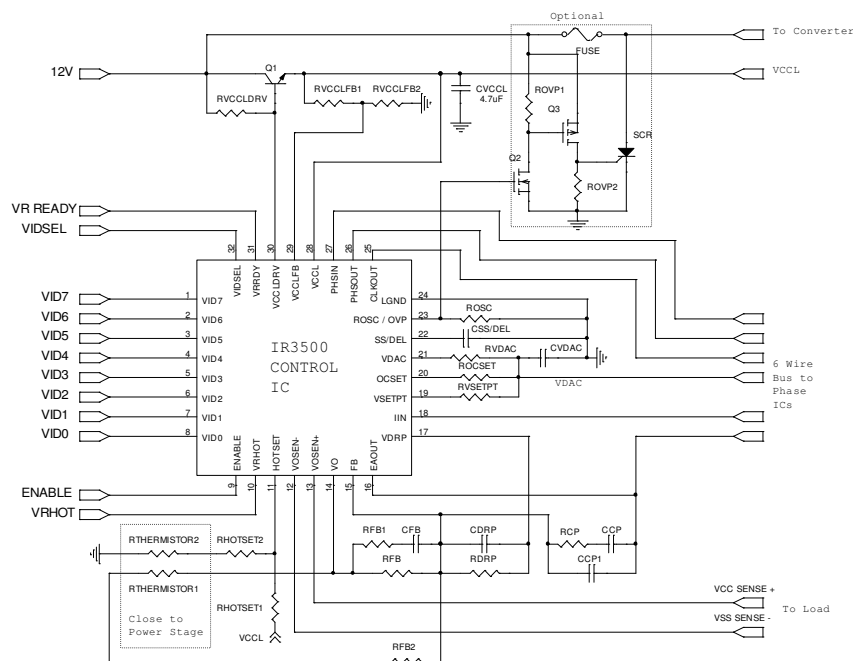 Optional
To Converter
FUSE
12V
Q1
VCCL
RVCCLDRV
RVCCLFB1
RVCCLFB2
CVCCL
4.7uF
ROVP1
Q3
SCR
Q2
ROVP2
VR READY
VIDSEL
32 31 30 29 28 27 26 25
VIDSEL
VRRDY
VCCLDRV
VCCLFB
VCCL
PHSIN
PHSOUT
CLKOUT
VID7 1 VID7
VID6 2 VID6
VID5 3 VID5
VID4 4 VID4
VID3 5 VID3
VID2 6 VID2
VID1 7 VID1
VID0 8 VID0
IR3500
CONTROL
IC
LGND 24
ROSC / OVP 23 ROSC
SS/DEL 22 CSS/DEL
VDAC 21 RVDAC CVDAC
OCSET 20 ROCSET
VSETPT 19 RVSETPT
VDAC
IIN 18
VDRP 17
6 Wire
Bus to
Phase
ICs
ENABLE
VRHOT
HOTSET
VOSEN-
VOSEN+
VO
FB
EAOUT
9 10 11 12 13 14 15 16
ENABLE
VRHOT
RTHERMISTOR2
RHOTSET2
RTHERMISTOR1
Close to
Power Stage
RHOTSET1
VCCL
RFB1
CFB
RFB
CDRP
RDRP
RCP
CCP
CCP1
VCC SENSE +
VSS SENSE -
To Load
RFB2